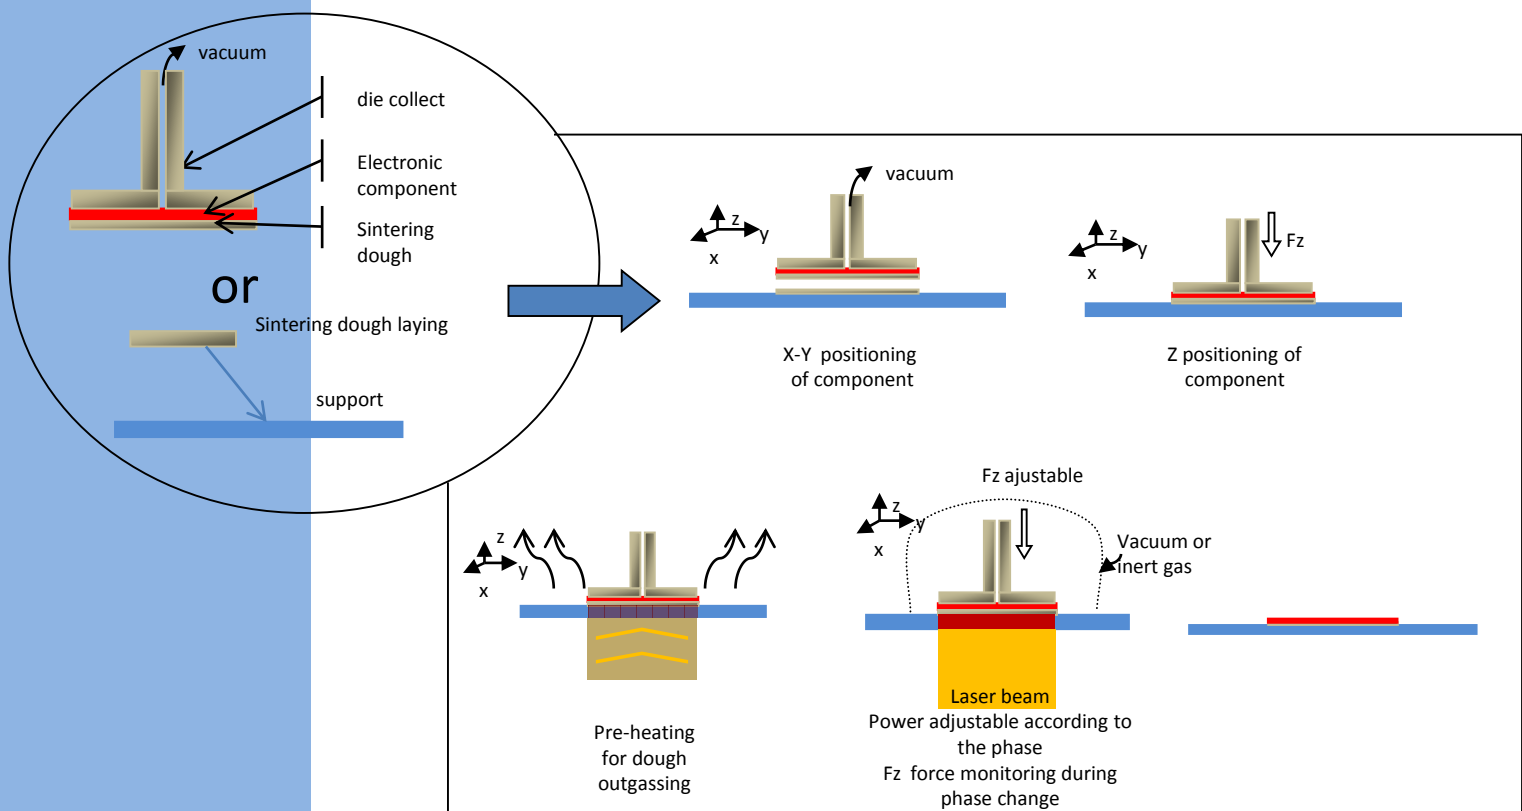 vacuum
die collect
Electronic
component
Sintering
dough
or
Sintering dough laying
support
vacuum
z
y
x
X-Y positioning
of component
z
y
x
Fz
Z positioning of
component
z
y
x
Pre-heating
for dough
outgassing
Fz ajustable
z
y
x
Vacuum or
inert gas
Laser beam
Power adjustable according to
the phase
Fz force monitoring during
phase change